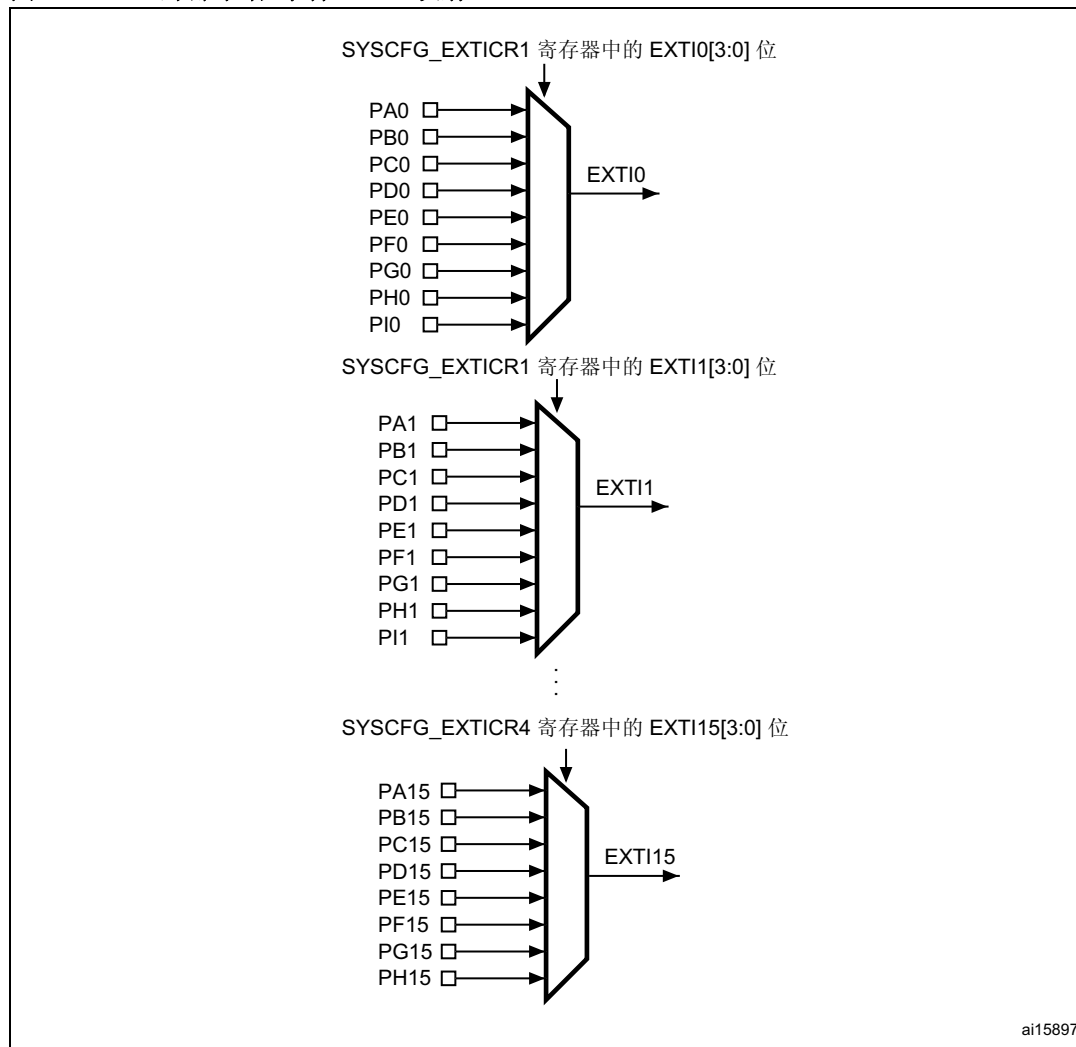 SYSCFG_EXTICR1 寄存器中的 EXTI0[3:0] 位
PA0
PB0
PC0
PD0
PE0
PF0
PG0
PH0
PI0
EXTI0
SYSCFG_EXTICR1 寄存器中的 EXTI1[3:0] 位
PA1
PB1
PC1
PD1
PE1
PF1
PG1
PH1
PI1
EXTI1
SYSCFG_EXTICR4 寄存器中的 EXTI15[3:0] 位
PA15
PB15
PC15
PD15
PE15
PF15
PG15
PH15
EXTI15
ai15897